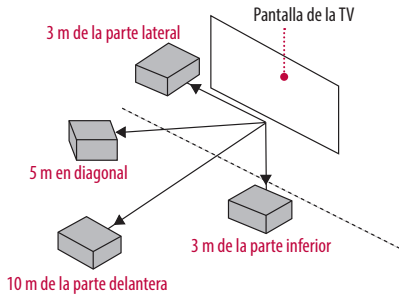 Pantalla de la TV
3 m de la parte lateral
5 m en diagonal
3 m de la parte inferior
10 m de la parte delantera